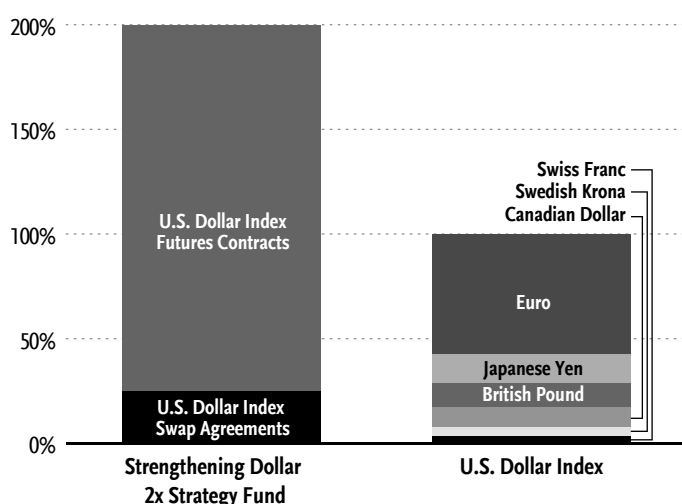 200%
150%
100%
50%
0%
U.S. Dollar Index
Futures Contracts
U.S. Dollar Index
Swap Agreements
Strengthening Dollar
2x Strategy Fund
Swiss Franc
Swedish Krona
Canadian Dollar
Euro
Japanese Yen
British Pound
U.S. Dollar Index